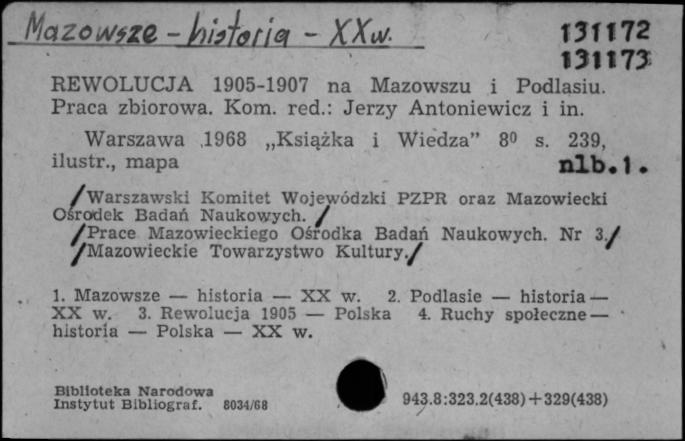 Mazowsze - historia - XX w.
131172
131173
REWOLUCJA 1905-1907 na Mazowszu i Podlasiu.
Praca zbiorowa. Kom. red.: Jerzy Antoniewicz i in.
Warszawa 1968 „Książka i Wiedza” 8⁰ s. 239,
ilustr., mapa nlb.1.
/Warszawski Komitet Wojewódzki PZPR oraz Mazowiecki
Ośrodek Badań Naukowych. /
/Prace Mazowieckiego Ośrodka Badań Naukowych. Nr 3./
/Mazowieckie Towarzystwo Kultury./
1. Mazowsze — historia — XX w. 2. Podlasie — historia —
XX w. 3. Rewolucja 1905 — Polska 4. Ruchy społeczne —
historia — Polska — XX w.
Biblioteka Narodowa
Instytut Bibliograf. 8034/68
943.8:323.2(438)+329(438)